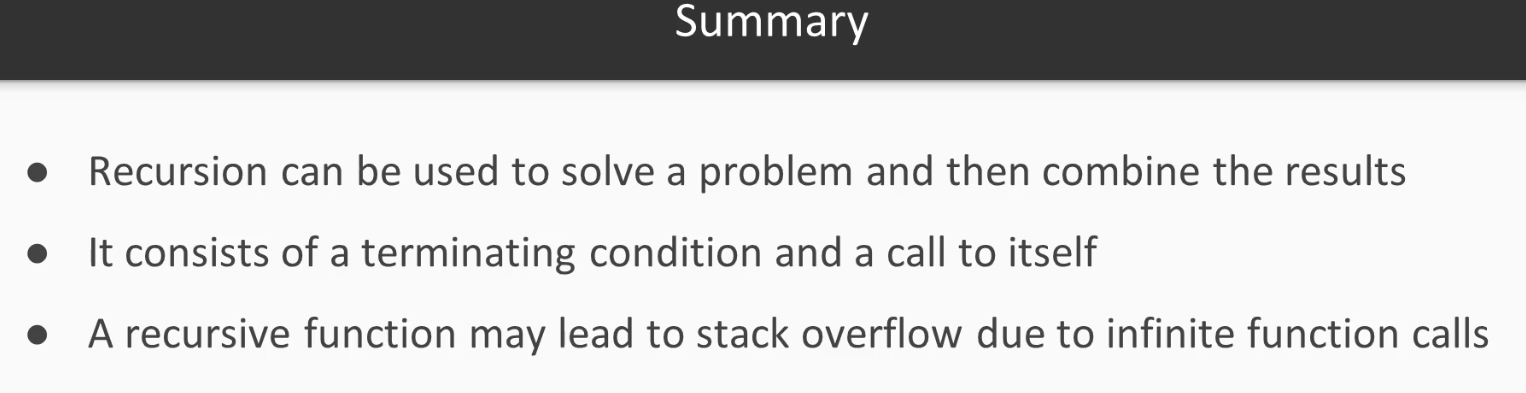 Summary
● Recursion can be used to solve a problem and then combine the results
● It consists of a terminating condition and a call to itself
● A recursive function may lead to stack overflow due to infinite function calls